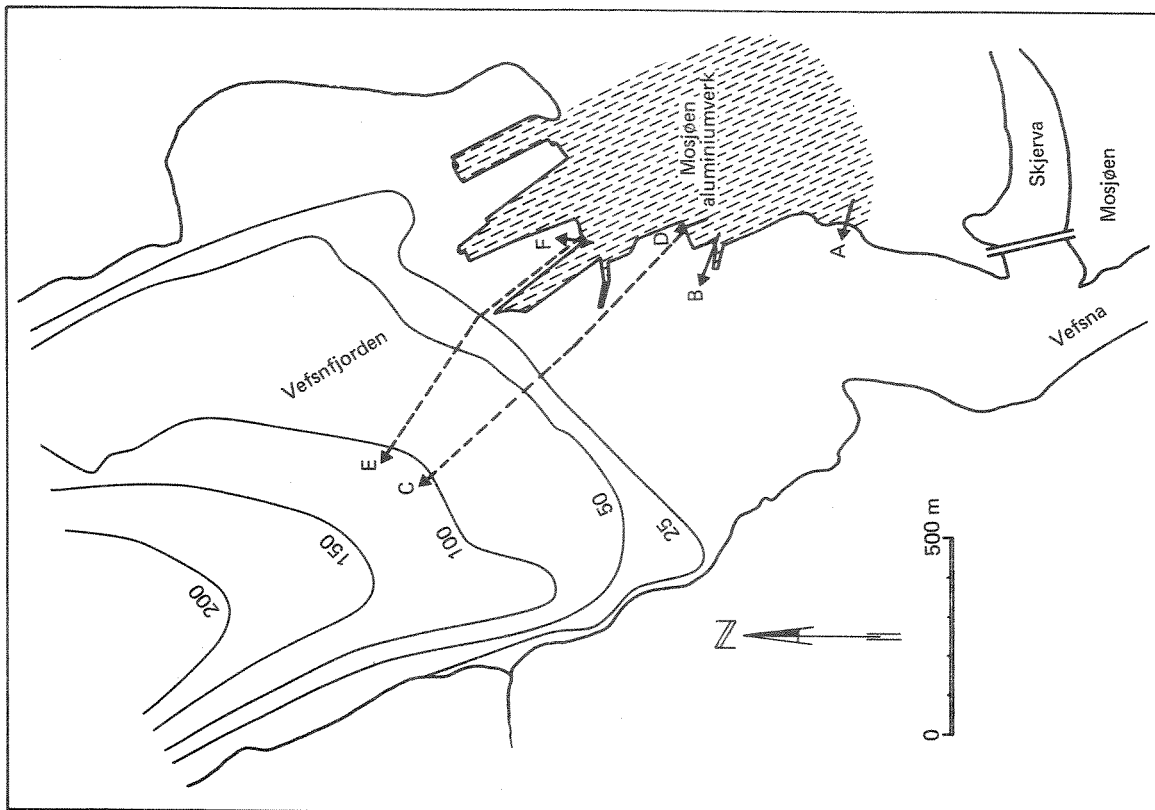 Vefsnfjorden
200
150
100
50
25
E
C
F
D
B
A
Mosjøen
aluminiumverk
Skjerva
Mosjøen
Vefsna
N
0
500 m